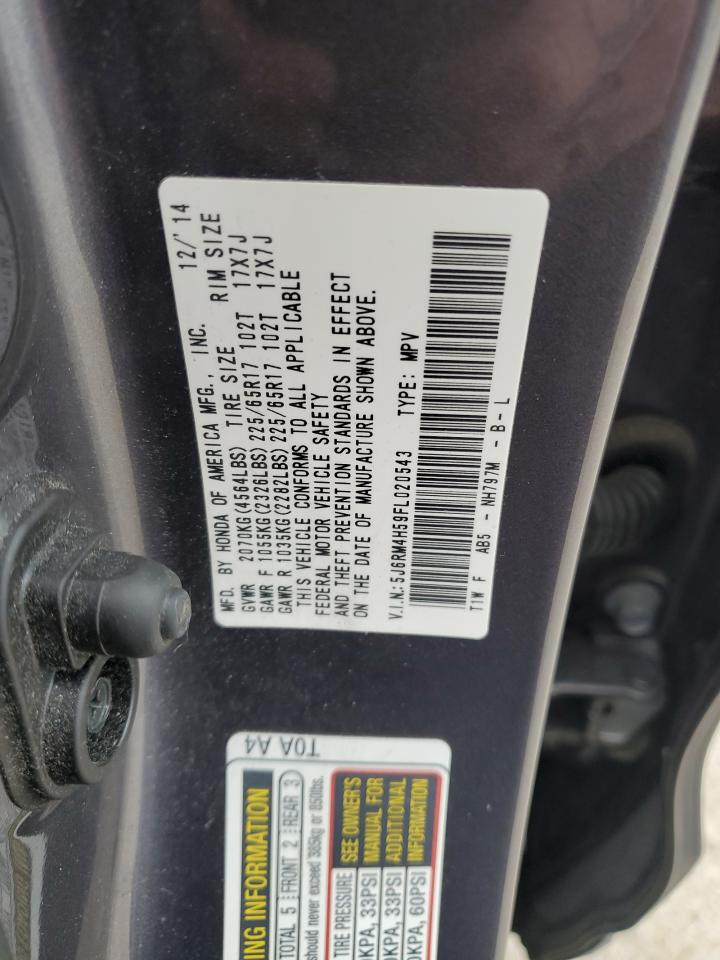 MFD. BY HONDA OF AMERICA MFG., INC. 12/'14
GVWR 2070KG(4564LBS) TIRE SIZE RIM SIZE
GAWR F 1055KG(2326LBS) 225/65R17 102T 17X7J
GAWR R 1035KG(2282LBS) 225/65R17 102T 17X7J
THIS VEHICLE CONFORMS TO ALL APPLICABLE
FEDERAL MOTOR VEHICLE SAFETY
AND THEFT PREVENTION STANDARDS IN EFFECT
ON THE DATE OF MANUFACTURE SHOWN ABOVE.
V.I.N.: 5J6RM4H59FL020543 TYPE: MPV
T1W F AB5 - NH797M - B - L
T0A A4
INFORMATION
TOTAL 5 FRONT 2 REAR 3
should never exceed 385kg or 850lbs.
TIRE PRESSURE
33PSI
33PSI
60PSI
SEE OWNER'S
MANUAL FOR
ADDITIONAL
INFORMATION